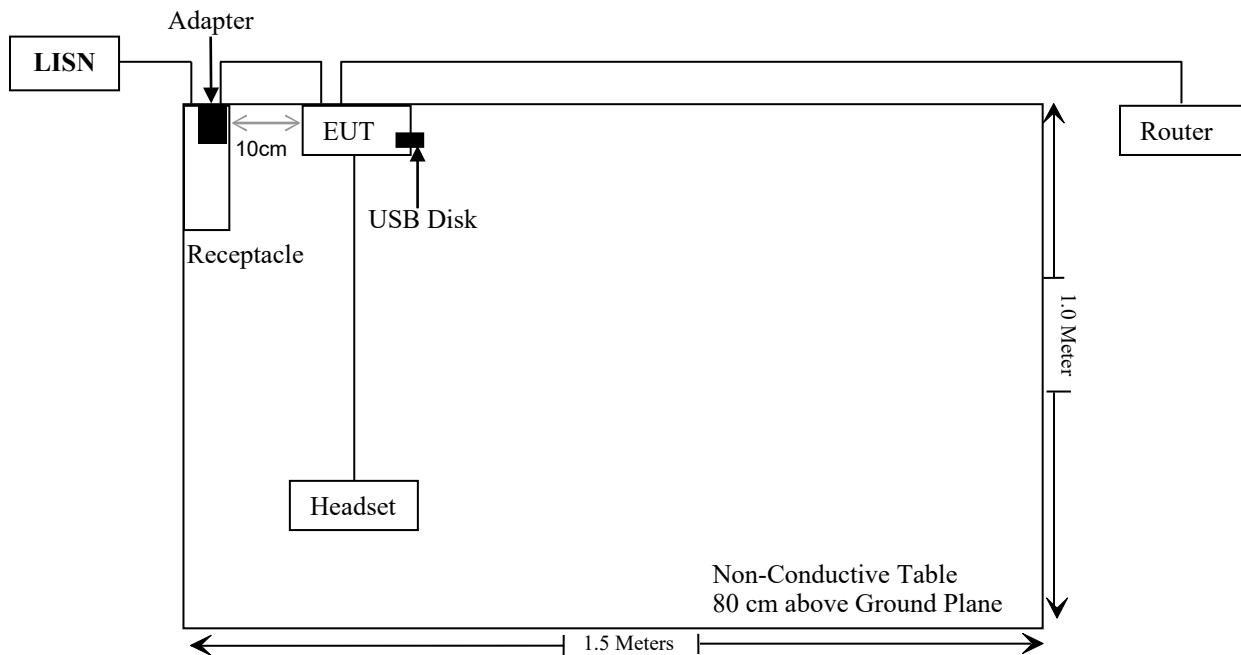 Adapter
LISN
EUT
Router
10cm
USB Disk
Receptacle
1.0 Meter
Headset
Non-Conductive Table
80 cm above Ground Plane
1.5 Meters